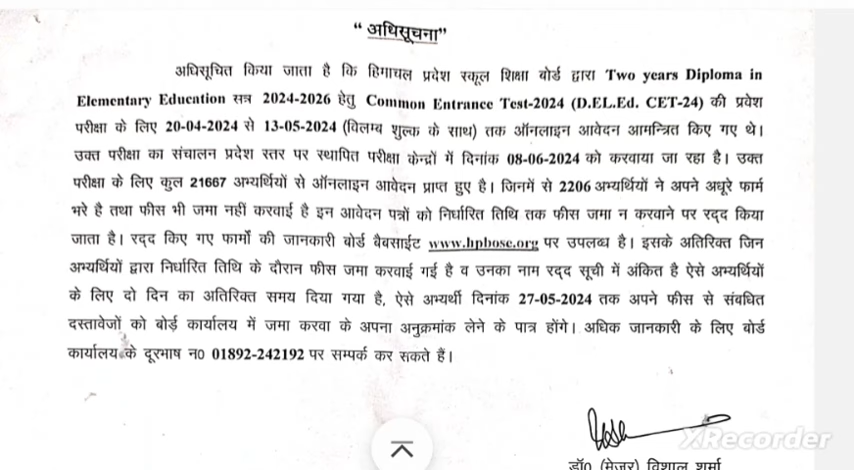 “ अधिसूचना”
अधिसूचित किया जाता है कि हिमाचल प्रदेश स्कूल शिक्षा बोर्ड द्वारा Two years Diploma in
Elementary Education सत्र 2024-2026 हेतु Common Entrance Test-2024 (D.EL.Ed. CET-24) की प्रवेश
परीक्षा के लिए 20-04-2024 से 13-05-2024 (विलम्ब शुल्क के साथ) तक ऑनलाइन आवेदन आमन्त्रित किए गए थे।
उक्त परीक्षा का संचालन प्रदेश स्तर पर स्थापित परीक्षा केन्द्रों में दिनांक 08-06-2024 को करवाया जा रहा है। उक्त
परीक्षा के लिए कुल 21667 अभ्यर्थियों से ऑनलाइन आवेदन प्राप्त हुए है। जिनमें से 2206 अभ्यर्थियों ने अपने अधूरे फार्म
भरे है तथा फीस भी जमा नहीं करवाई है इन आवेदन पत्रों को निर्धारित तिथि तक फीस जमा न करवाने पर रद्द किया
जाता है। रद्द किए गए फार्मो की जानकारी बोर्ड वैबसाईट www.hpbose.org पर उपलब्ध है। इसके अतिरिक्त जिन
अभ्यर्थियों द्वारा निर्धारित तिथि के दौरान फीस जमा करवाई गई है व उनका नाम रद्द सूची में अंकित है ऐसे अभ्यर्थियों
के लिए दो दिन का अतिरिक्त समय दिया गया है, ऐसे अभ्यर्थी दिनांक 27-05-2024 तक अपने फीस से संबधित
दस्तावेजों को बोर्ड़ कार्यालय में जमा करवा के अपना अनुक्रमांक लेने के पात्र होंगे। अधिक जानकारी के लिए बोर्ड
कार्यालय के दूरभाष न0 01892-242192 पर सम्पर्क कर सकते हैं।
XRecorder
डॉ0 (मेजर) विशाल शर्मा